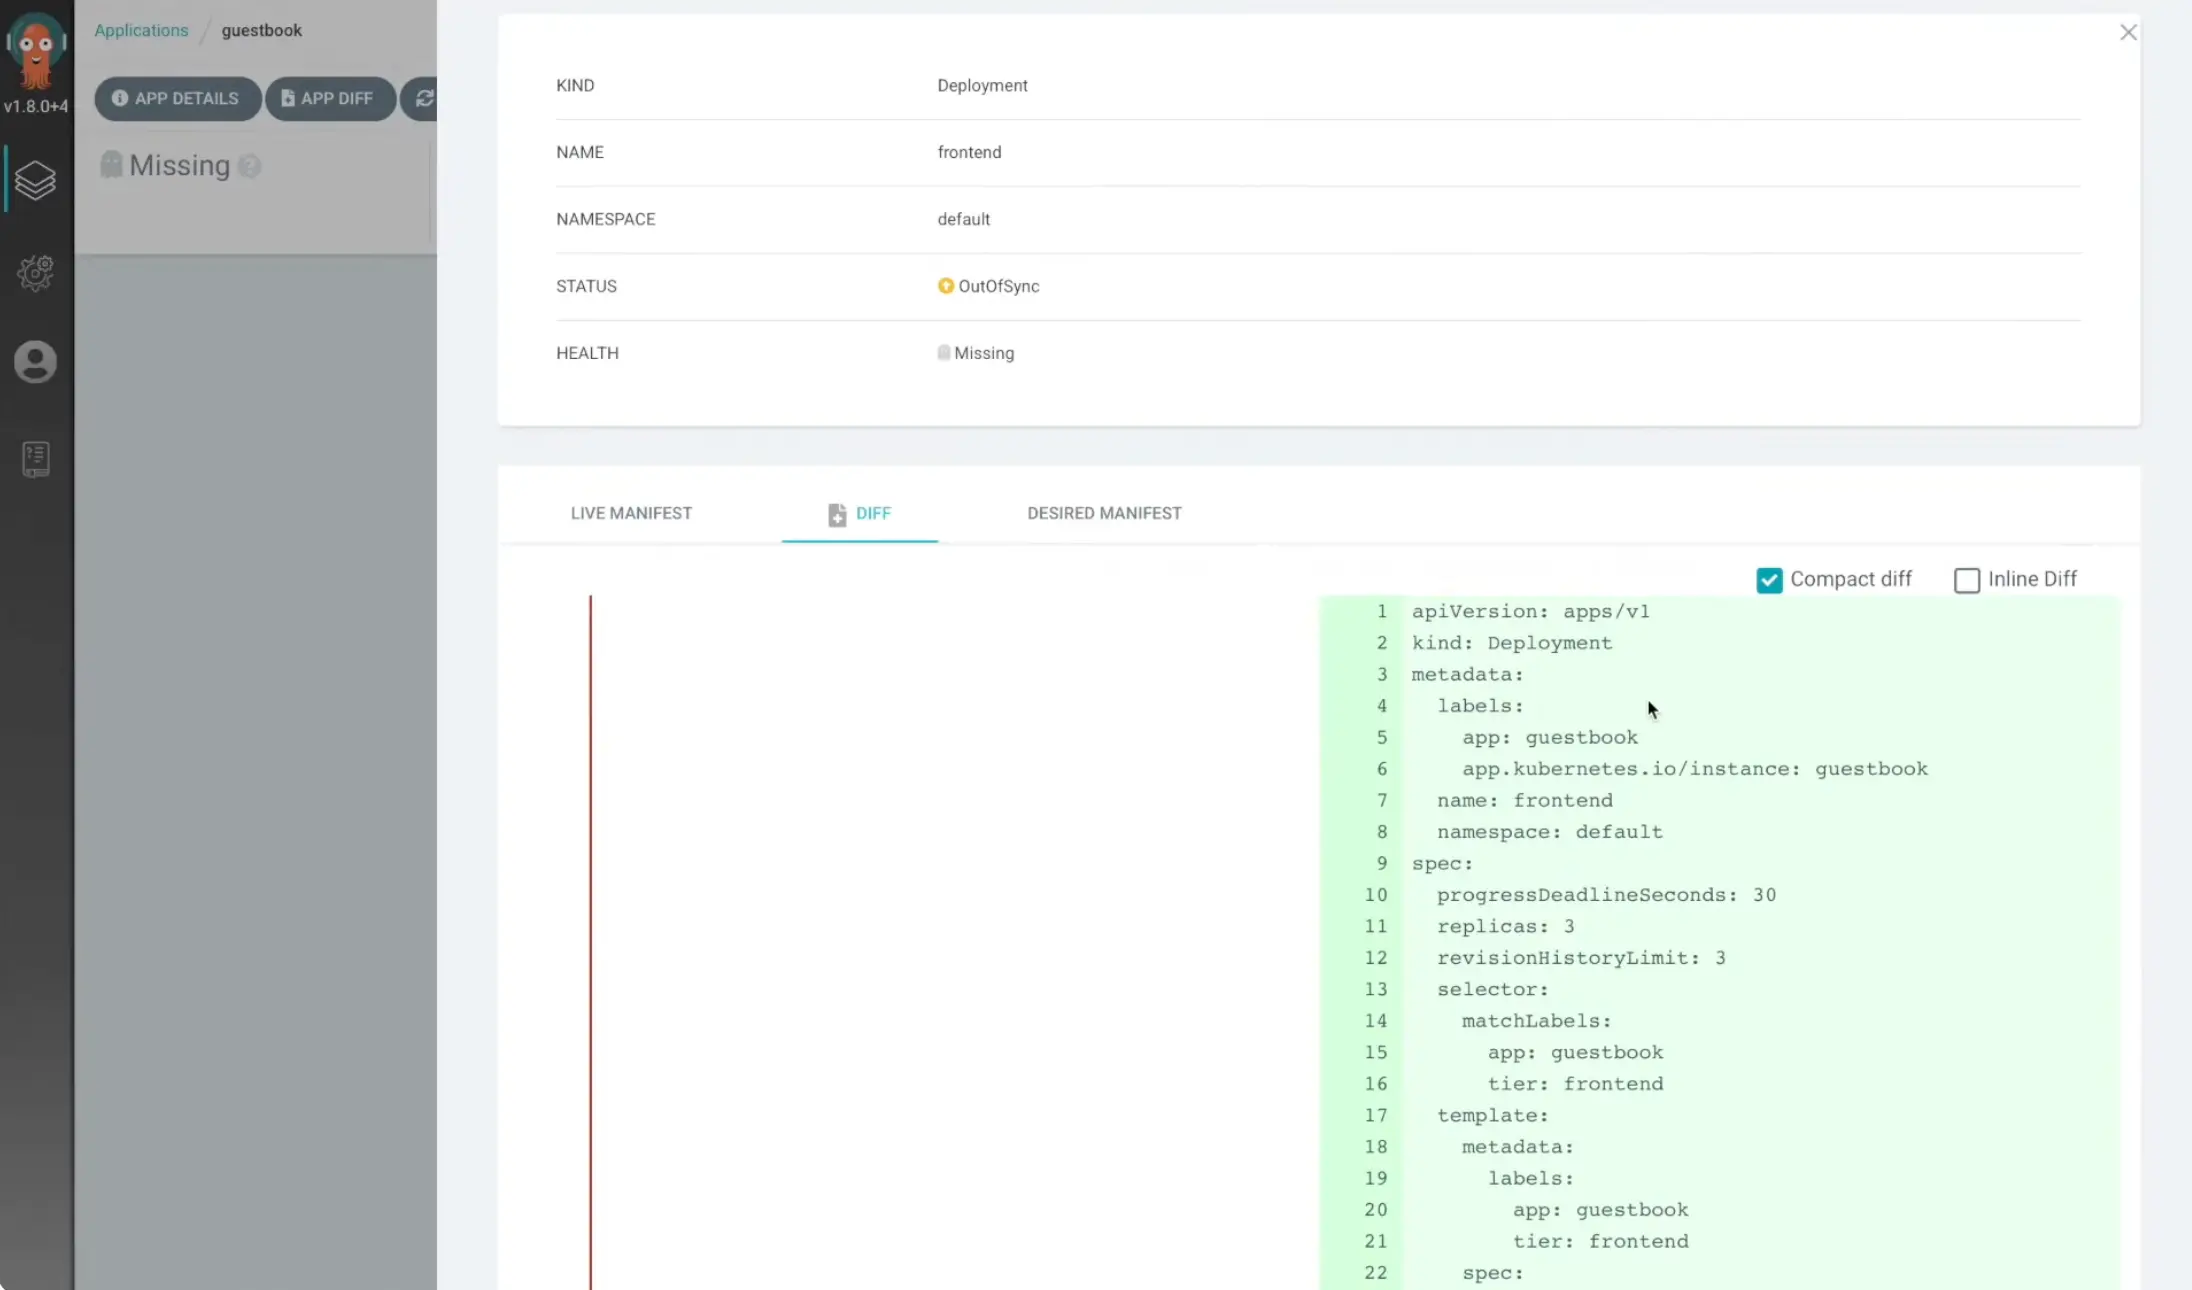 Applications / guestbook
v1.8.0+4
APP DETAILS
APP DIFF
Missing
KIND Deployment
NAME frontend
NAMESPACE default
STATUS OutOfSync
HEALTH Missing
LIVE MANIFEST DIFF DESIRED MANIFEST
Compact diff Inline Diff
1 apiVersion: apps/v1
2 kind: Deployment
3 metadata:
4   labels:
5     app: guestbook
6     app.kubernetes.io/instance: guestbook
7   name: frontend
8   namespace: default
9 spec:
10   progressDeadlineSeconds: 30
11   replicas: 3
12   revisionHistoryLimit: 3
13   selector:
14     matchLabels:
15       app: guestbook
16       tier: frontend
17   template:
18     metadata:
19       labels:
20         app: guestbook
21         tier: frontend
22     spec: